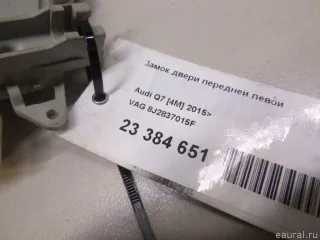 Замок двери передней левой
Audi Q7 [4M] 2015>
VAG 8J2837015F
23 384 651
eaural.ru